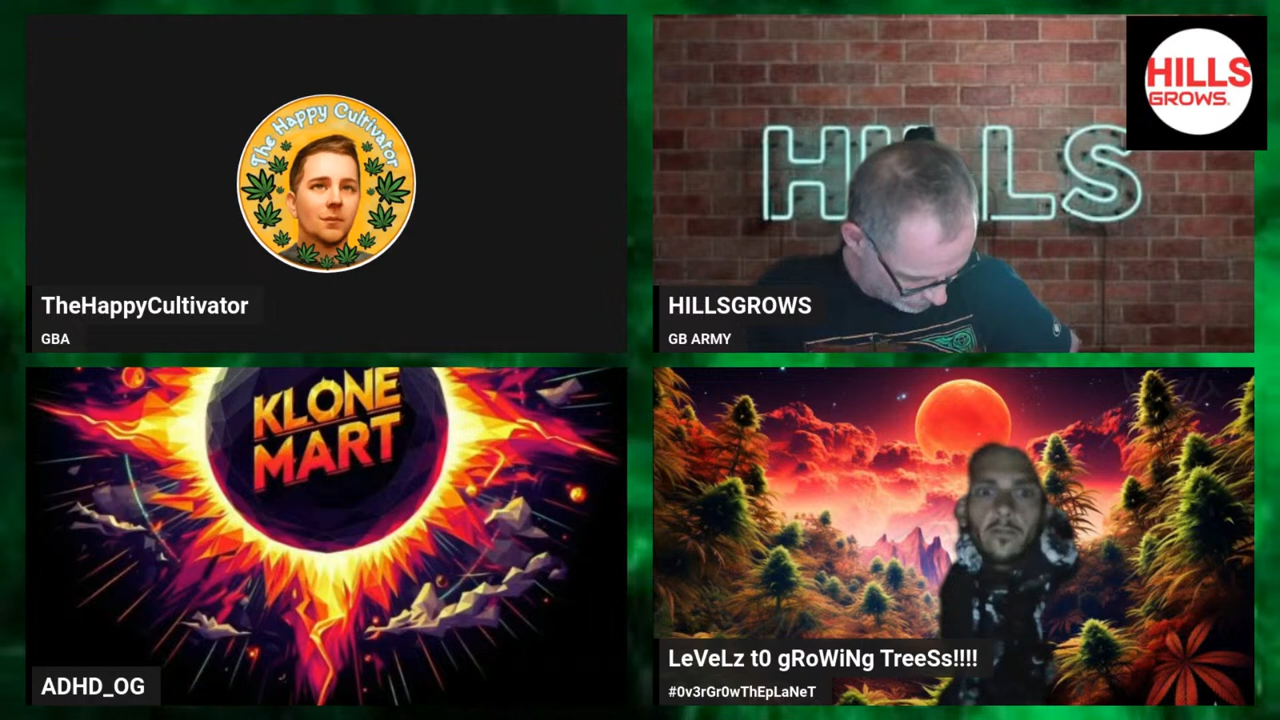 The Happy Cultivator
TheHappyCultivator
GBA
HILLS
HILLSGROWS
GB ARMY
HILLS
GROWS.
KLONE
MART
ADHD_OG
LeVeLz t0 gRoWiNg TreeSs!!!!
#0v3rGr0wThEpLaNeT